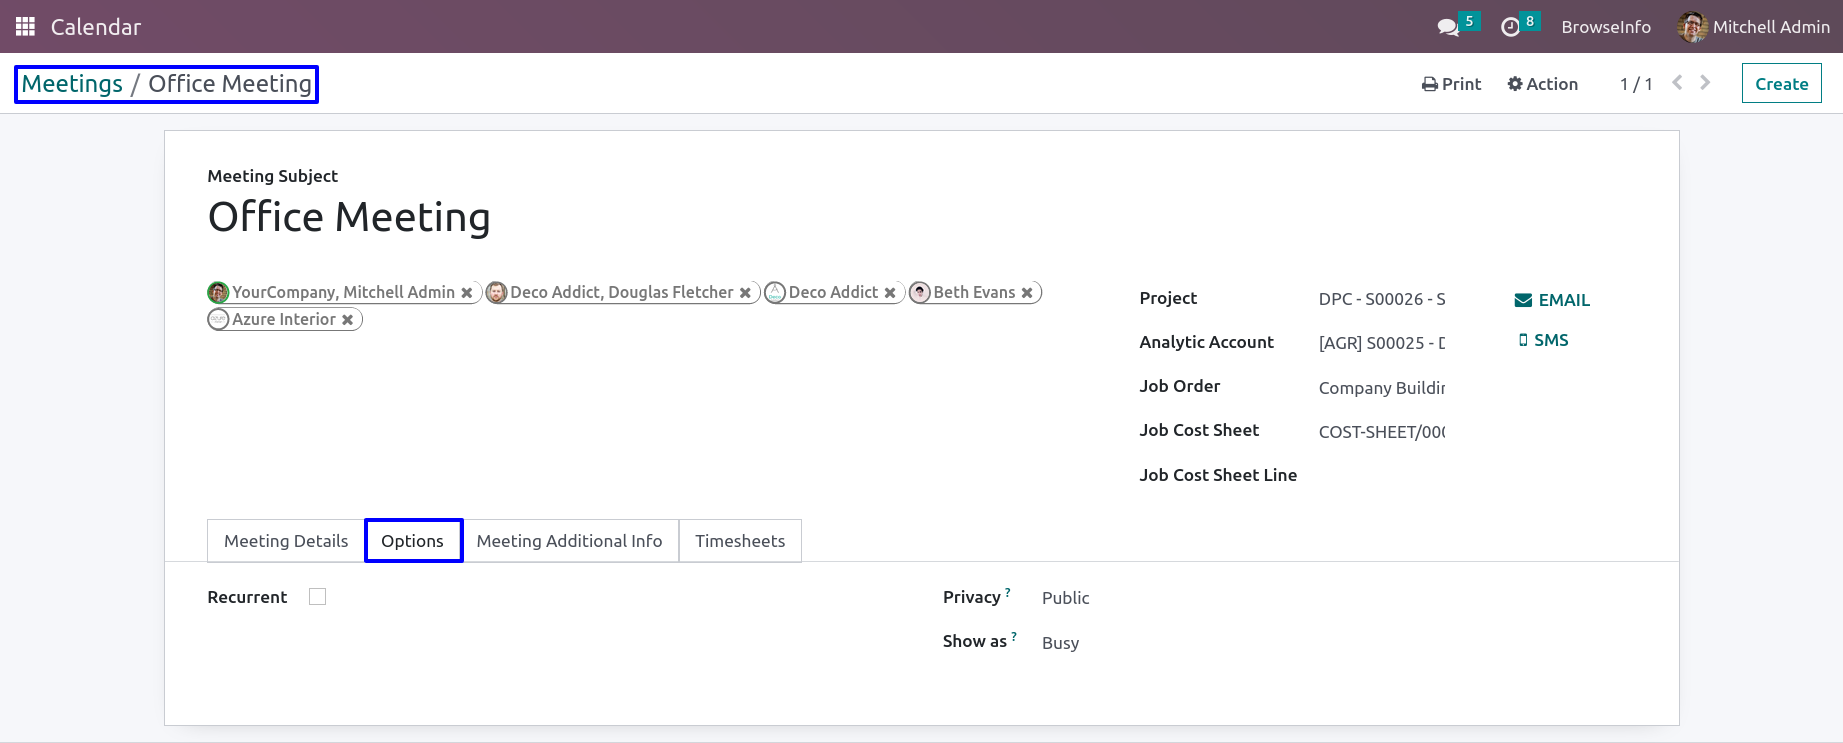 Calendar 5 8 BrowseInfo Mitchell Admin
Meetings / Office Meeting Print Action 1 / 1 Create
Meeting Subject
Office Meeting
YourCompany, Mitchell Admin ✖ Deco Addict, Douglas Fletcher ✖ Deco Addict ✖ Beth Evans ✖
Azure Interior ✖
Project DPC - S00026 - S EMAIL
Analytic Account [AGR] S00025 - D SMS
Job Order Company Buildin
Job Cost Sheet COST-SHEET/000
Job Cost Sheet Line
Meeting Details Options Meeting Additional Info Timesheets
Recurrent Privacy ? Public
Show as ? Busy